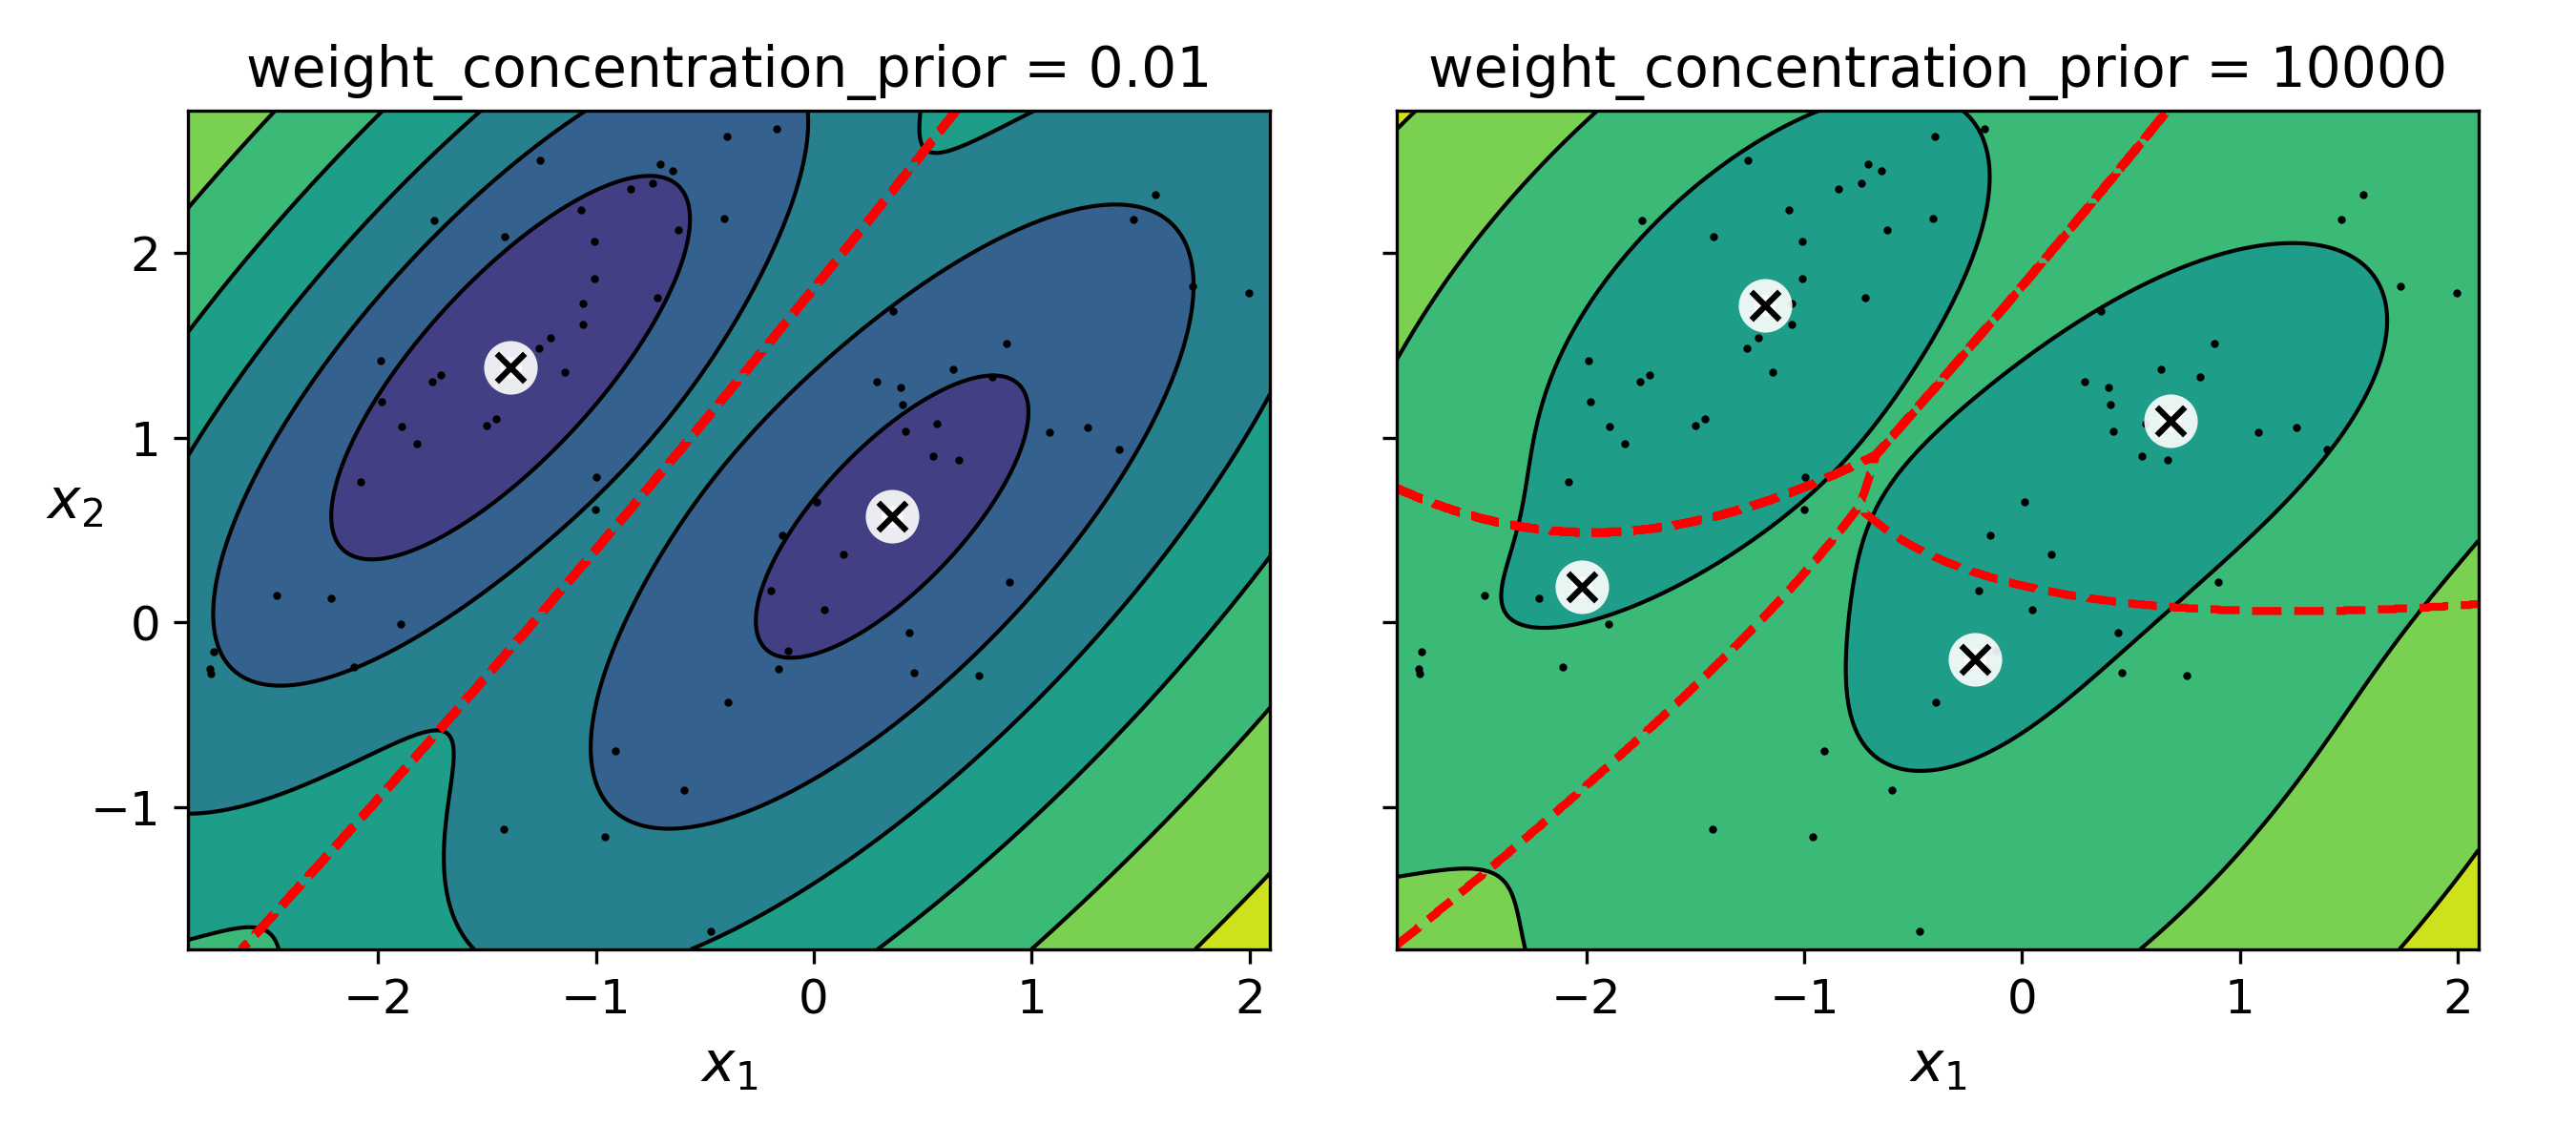 weight_concentration_prior = 0.01
weight_concentration_prior = 10000
2
1
0
−1
x₂
−2 −1 0 1 2
−2 −1 0 1 2
x₁
x₁